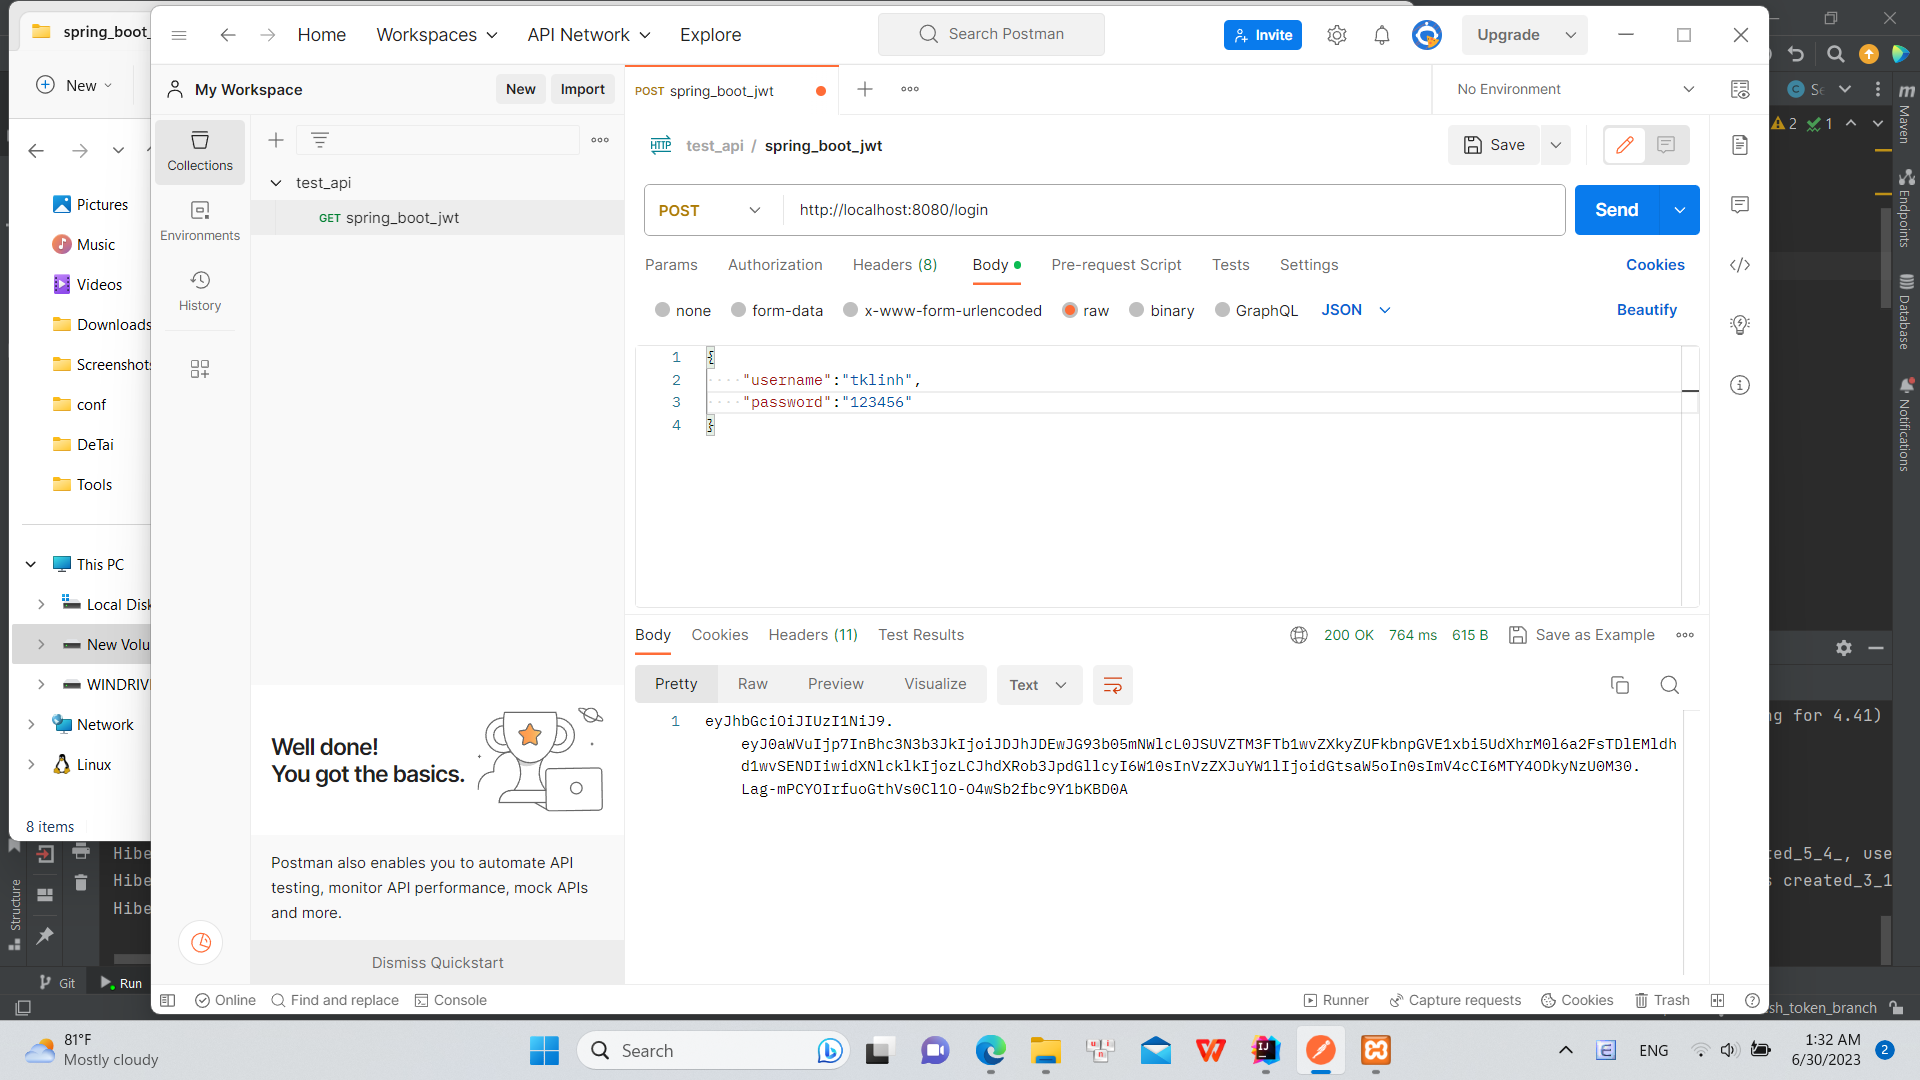 spring_boot_
New
Pictures
Music
Videos
Downloads
Screenshots
conf
DeTai
Tools
This PC
Local Disk
New Volu
WINDRIV
Network
Linux
8 items
Home
Workspaces
API Network
Explore
Search Postman
Invite
Upgrade
My Workspace
New
Import
POST spring_boot_jwt
No Environment
Collections
Environments
History
test_api
GET spring_boot_jwt
HTTP test_api / spring_boot_jwt
Save
POST
http://localhost:8080/login
Send
Params
Authorization
Headers (8)
Body
Pre-request Script
Tests
Settings
Cookies
none
form-data
x-www-form-urlencoded
raw
binary
GraphQL
JSON
Beautify
1 {
2 "username":"tklinh",
3 "password":"123456"
4 }
Body
Cookies
Headers (11)
Test Results
200 OK 764 ms 615 B
Save as Example
Pretty
Raw
Preview
Visualize
Text
1 eyJhbGciOiJIUzI1NiJ9.
eyJ0aWVuIjp7InBhc3N3b3JkIjoiJDJhJDEwJG93b05mNWlcL0JSUVZTM3FTb1wvZXkyZUFkbnpGVE1xbi5UdXhrM0l6a2FsTDlEMldh
d1wvSENDIiwidXNlcklkIjozLCJhdXRob3JpdGllcyI6W10sInVzZXJuYW1lIjoidGtsaW5oIn0sImV4cCI6MTY4ODkyNzU0M30.
Lag-mPCYOIrfuoGthVs0Cl1O-O4wSb2fbc9Y1bKBD0A
Well done!
You got the basics.
Postman also enables you to automate API
testing, monitor API performance, mock APIs
and more.
Dismiss Quickstart
Online
Find and replace
Console
Runner
Capture requests
Cookies
Trash
2
1
Maven
Endpoints
Database
Notifications
ng for 4.41)
ted_5_4_, use
s created_3_1
Hibe
Hibe
Hibe
Structure
Git
Run
sh_token_branch
81°F
Mostly cloudy
Search
ENG
1:32 AM
6/30/2023
2